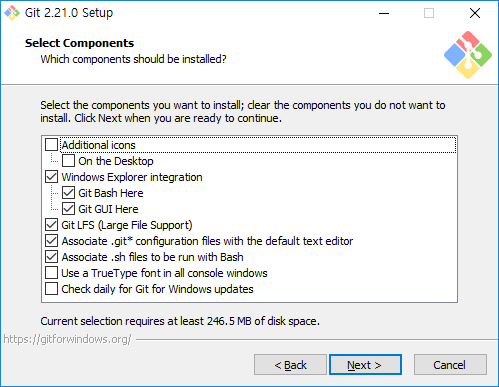 Git 2.21.0 Setup
Select Components
Which components should be installed?
Select the components you want to install; clear the components you do not want to
install. Click Next when you are ready to continue.
Additional icons
On the Desktop
Windows Explorer integration
Git Bash Here
Git GUI Here
Git LFS (Large File Support)
Associate .git* configuration files with the default text editor
Associate .sh files to be run with Bash
Use a TrueType font in all console windows
Check daily for Git for Windows updates
Current selection requires at least 246.5 MB of disk space.
https://gitforwindows.org/
< Back Next > Cancel